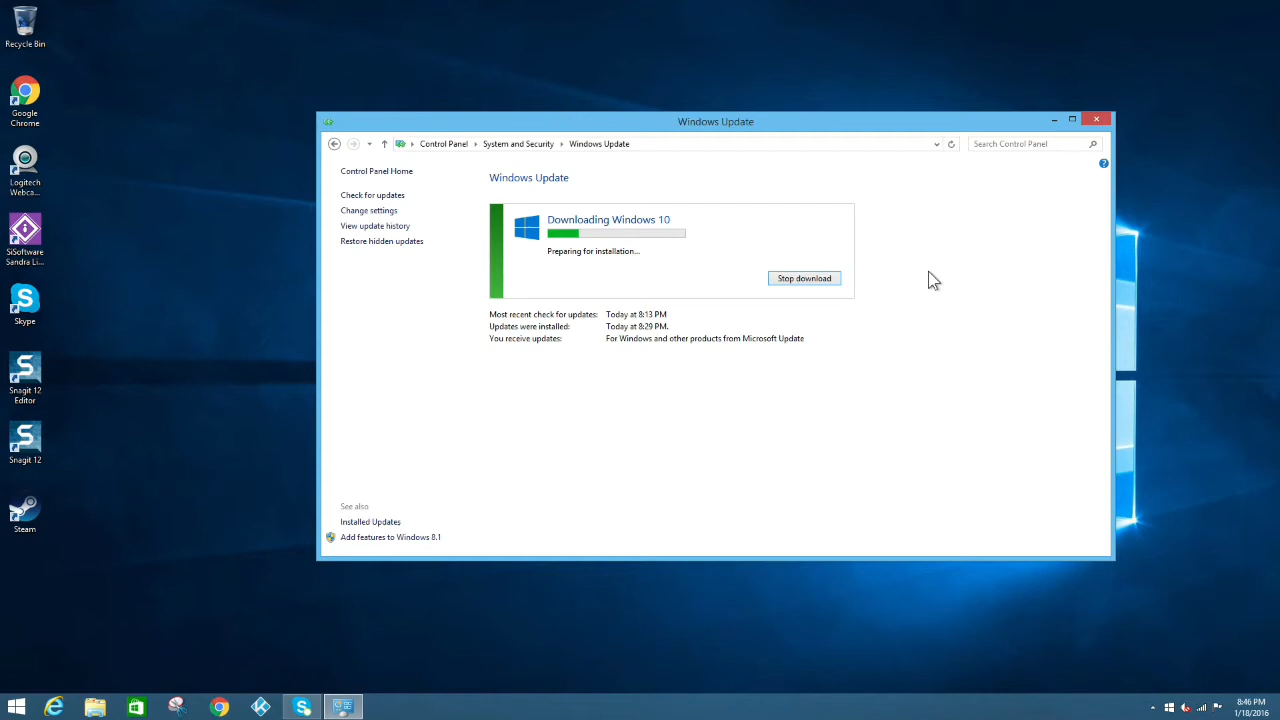 Recycle Bin
Google
Chrome
Logitech
Webca...
SiSoftware
Sandra Li...
Skype
Snagit 12
Editor
Snagit 12
Steam
Windows Update
Control Panel
System and Security
Windows Update
Search Control Panel
Control Panel Home
Check for updates
Change settings
View update history
Restore hidden updates
Windows Update
Downloading Windows 10
Preparing for installation...
Stop download
Most recent check for updates: Today at 8:13 PM
Updates were installed: Today at 8:29 PM.
You receive updates: For Windows and other products from Microsoft Update
See also
Installed Updates
Add features to Windows 8.1
8:46 PM
1/18/2016